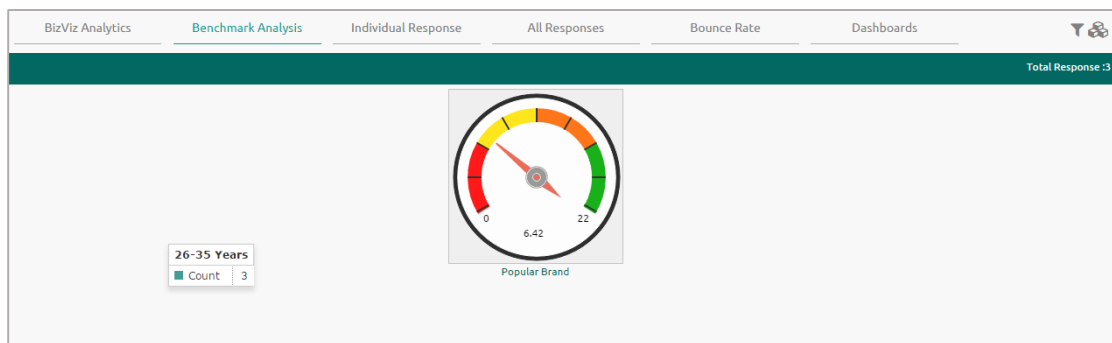 BizViz Analytics
Benchmark Analysis
Individual Response
All Responses
Bounce Rate
Dashboards
Total Response :3
0
22
6.42
Popular Brand
26-35 Years
Count 3